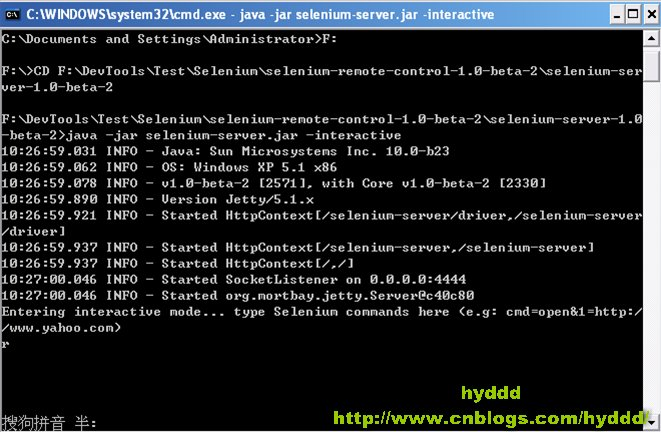 C:\WINDOWS\system32\cmd.exe - java -jar selenium-server.jar -interactive
C:\Documents and Settings\Administrator>F:
F:\>CD F:\DevTools\Test\Selenium\selenium-remote-control-1.0-beta-2\selenium-ser
ver-1.0-beta-2
F:\DevTools\Test\Selenium\selenium-remote-control-1.0-beta-2\selenium-server-1.0
-beta-2>java -jar selenium-server.jar -interactive
10:26:59.031 INFO - Java: Sun Microsystems Inc. 10.0-b23
10:26:59.062 INFO - OS: Windows XP 5.1 x86
10:26:59.078 INFO - v1.0-beta-2 [2571], with Core v1.0-beta-2 [2330]
10:26:59.890 INFO - Version Jetty/5.1.x
10:26:59.921 INFO - Started HttpContext[/selenium-server/driver,/selenium-server
/driver]
10:26:59.937 INFO - Started HttpContext[/selenium-server,/selenium-server]
10:26:59.937 INFO - Started HttpContext[/,/]
10:27:00.046 INFO - Started SocketListener on 0.0.0.0:4444
10:27:00.046 INFO - Started org.mortbay.jetty.Server@c40c80
Entering interactive mode... type Selenium commands here (e.g: cmd=open&1=http:/
/www.yahoo.com)
r
搜狗拼音 半:
hyddd
http://www.cnblogs.com/hyddd/